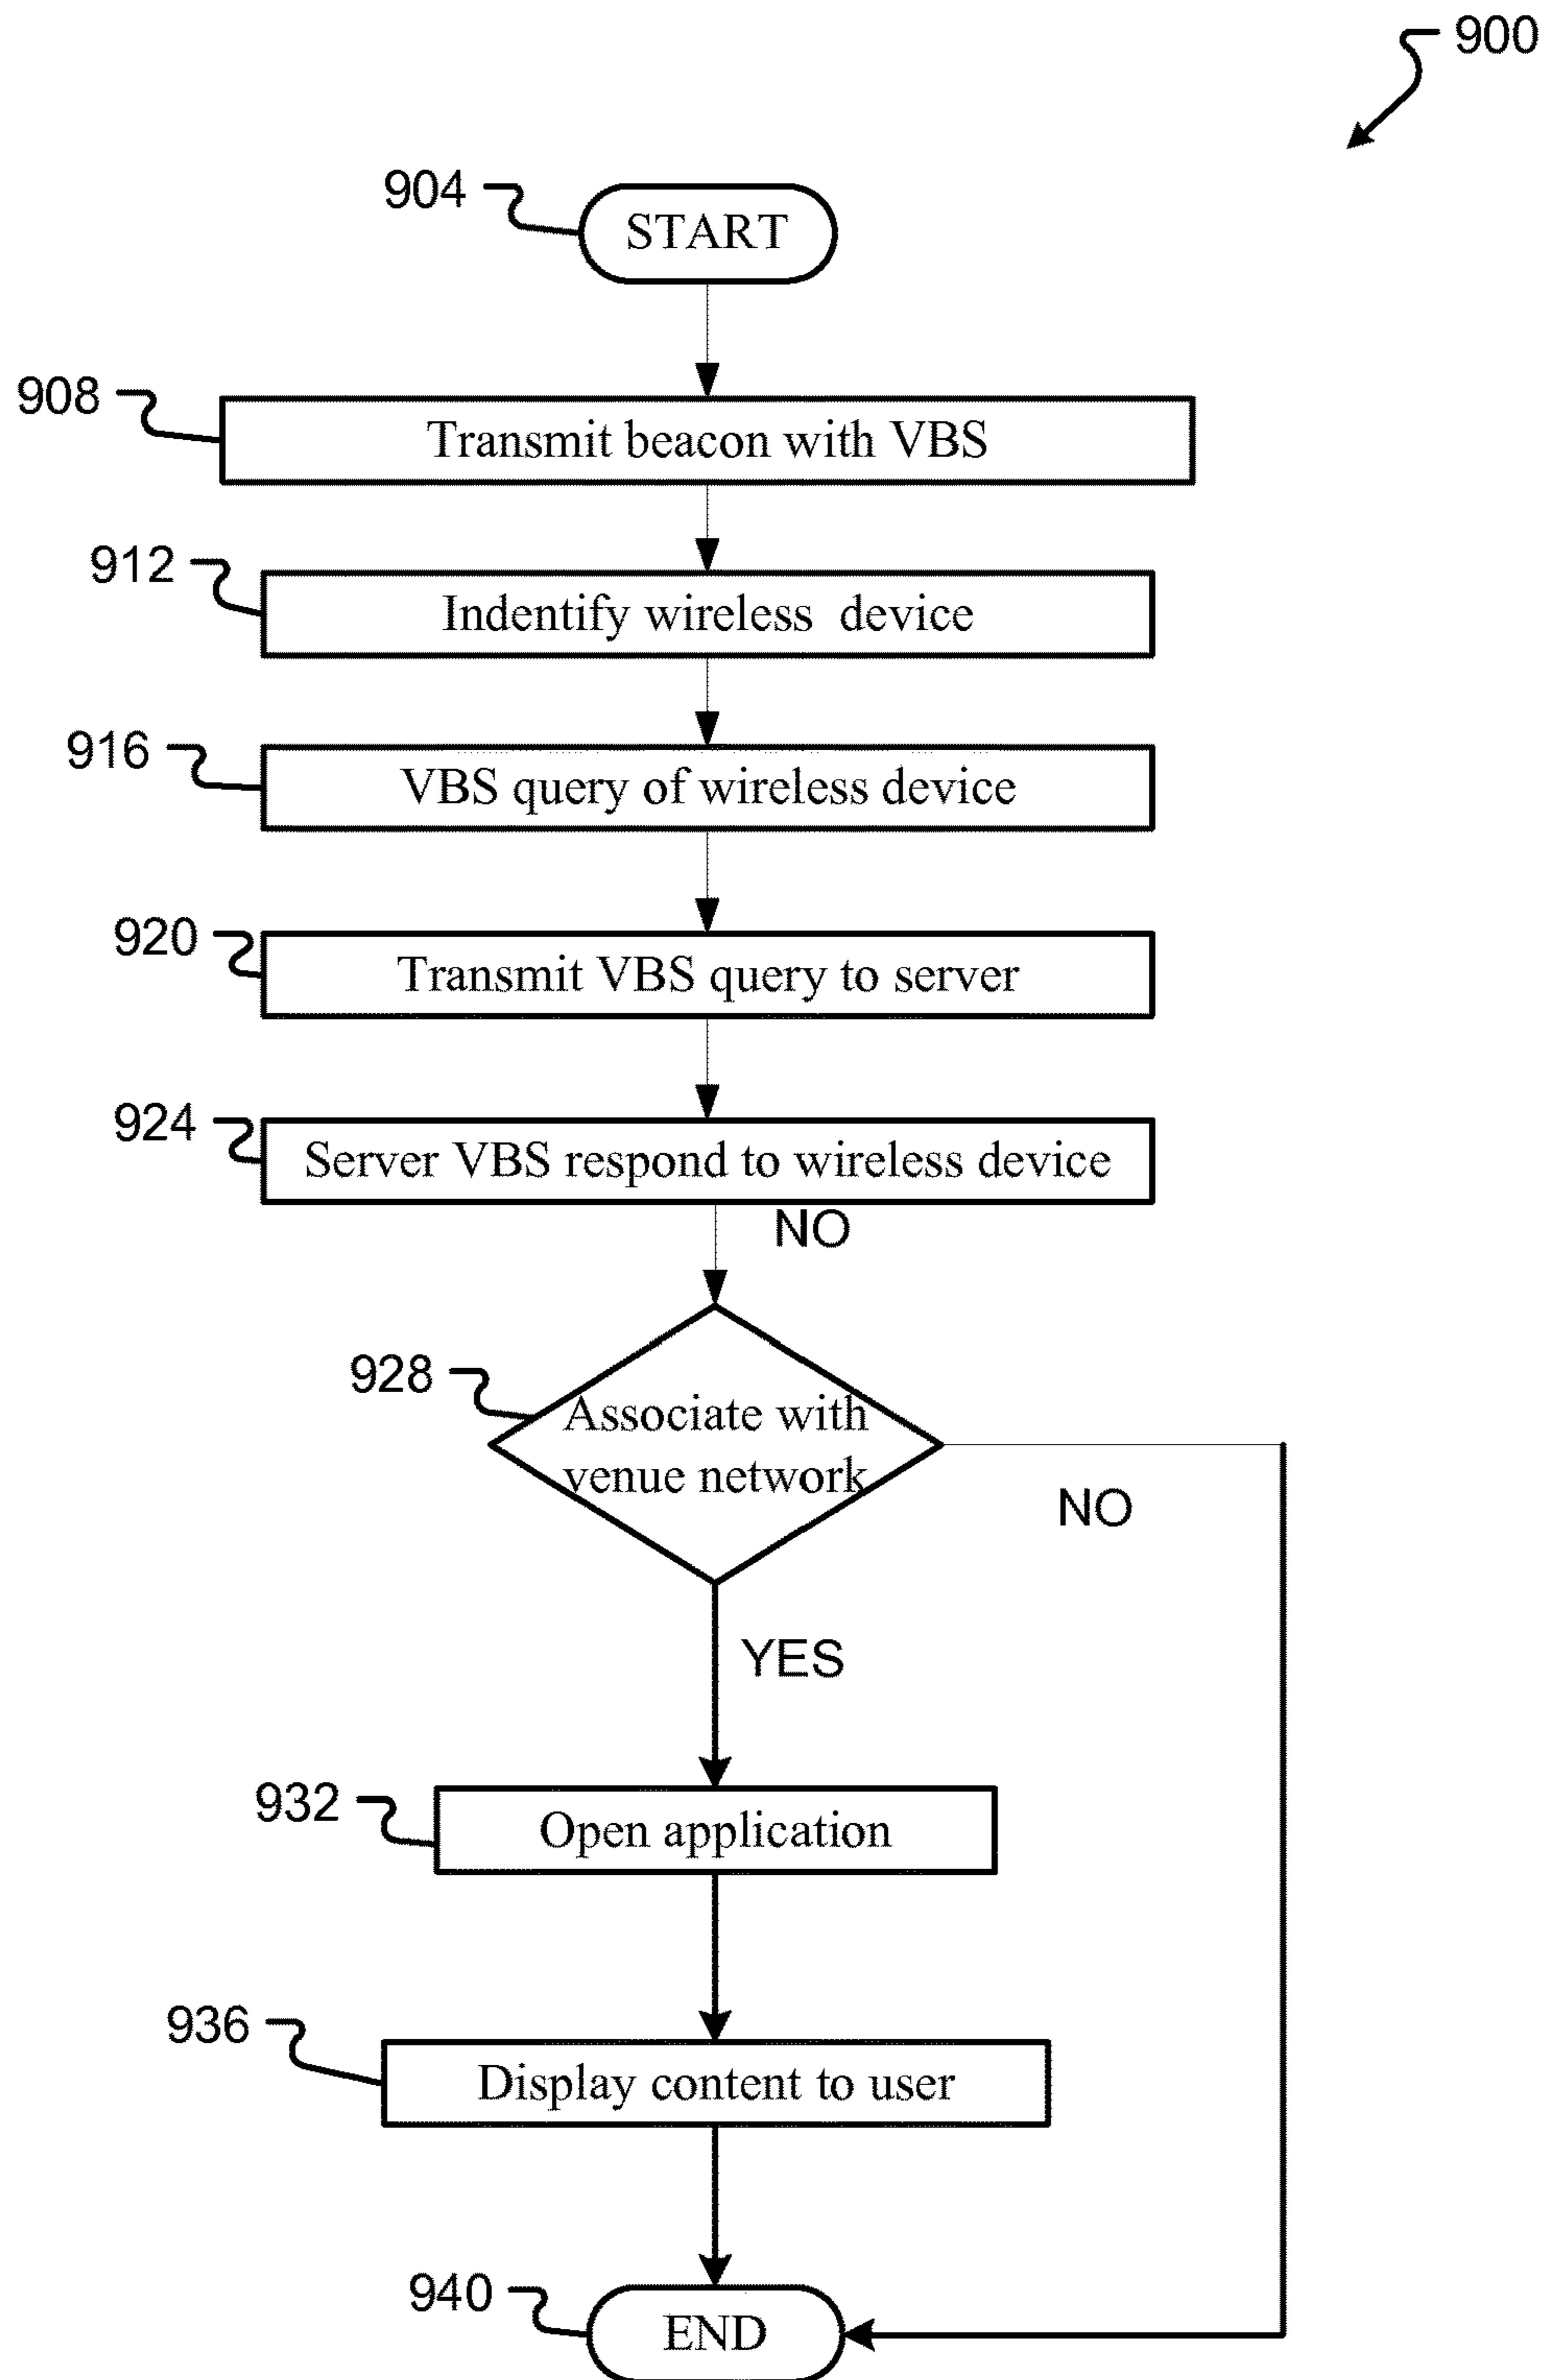 900
904
START
908
Transmit beacon with VBS
912
Indentify wireless device
916
VBS query of wireless device
920
Transmit VBS query to server
924
Server VBS respond to wireless device
NO
928
Associate with
venue network
NO
YES
932
Open application
936
Display content to user
940
END